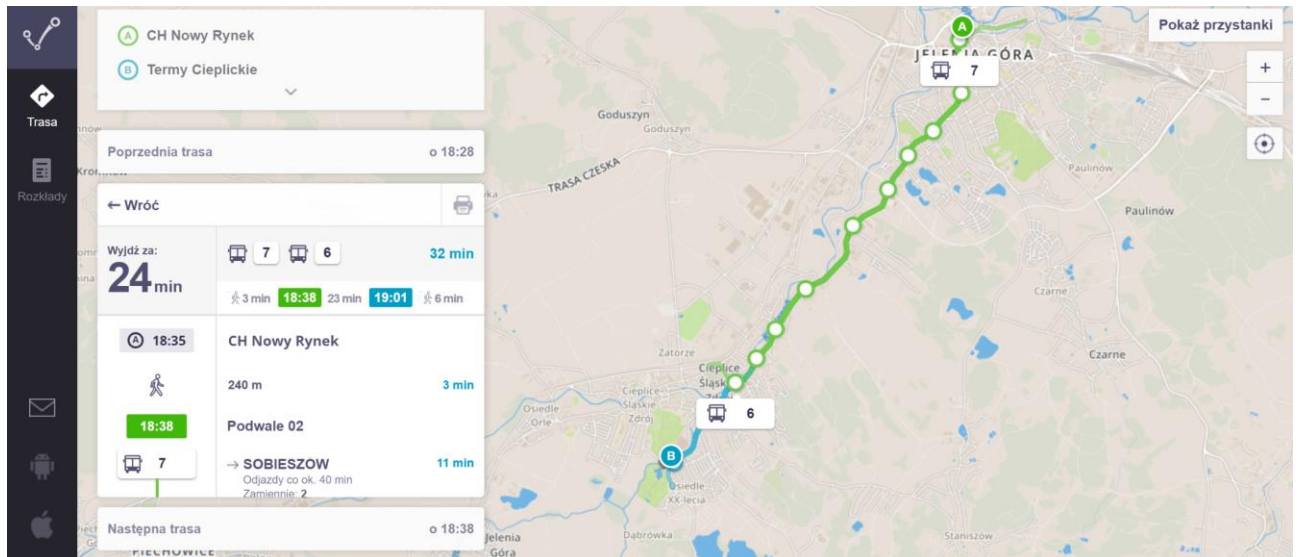 Trasa
Rozkłady
A CH Nowy Rynek
B Termy Cieplickie
Poprzednia trasa o 18:28
← Wróć
Wyjdź za:
24 min
7 6 32 min
3 min 18:38 23 min 19:01 6 min
A 18:35 CH Nowy Rynek
240 m 3 min
18:38 Podwale 02
7 → SOBIESZÓW 11 min
Odjazdy co ok. 40 min
Zamiennie: 2
Następna trasa o 18:38
PIECHOWICE
Pokaż przystanki
+
−
A
JELENIA GÓRA
7
Goduszyn
Goduszyn
TRASA CZESKA
Paulinów
Paulinów
Czarne
Czarne
Zatorze
Cieplice
Śląskie
Cieplice
Śląskie
Zdrój
Osiedle
Orle
6
B
Osiedle
XX-lecia
Dąbrówka
Staniszów
Jelenia
Góra